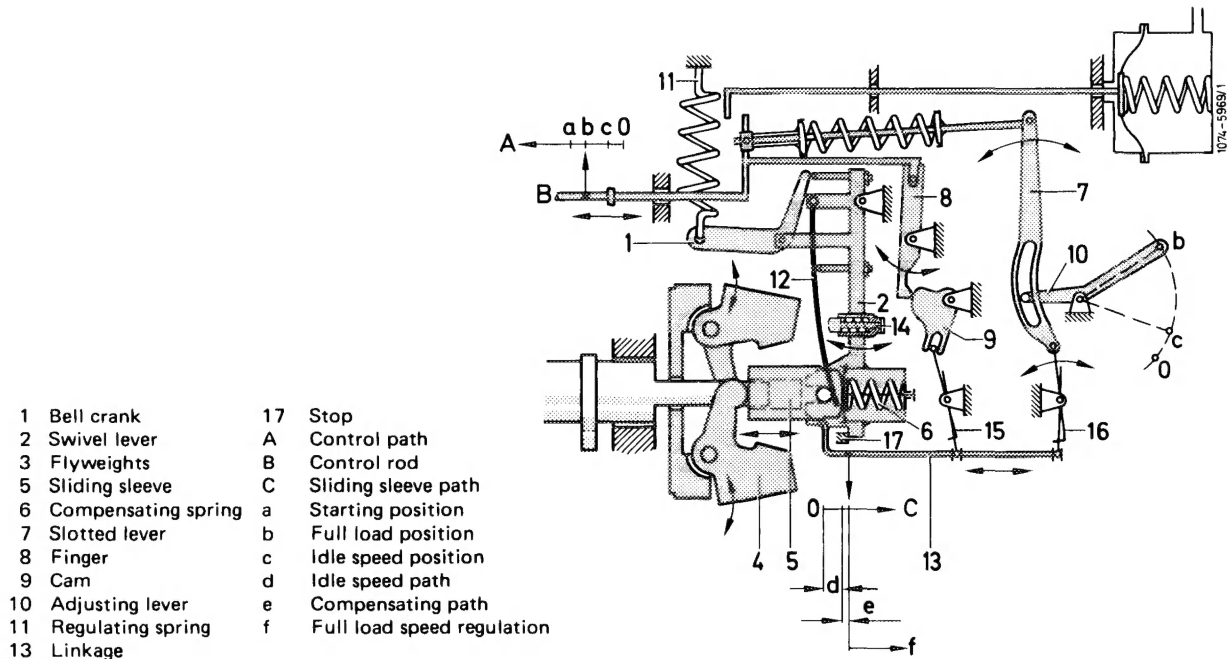 11
1074-5969/1
a b c 0
A
B
1
8
7
12
10
b
2
14
9
c
0
17
6
15
16
0
C
4
5
13
d
e
f
1 Bell crank
2 Swivel lever
3 Flyweights
5 Sliding sleeve
6 Compensating spring
7 Slotted lever
8 Finger
9 Cam
10 Adjusting lever
11 Regulating spring
13 Linkage
17 Stop
A Control path
B Control rod
C Sliding sleeve path
a Starting position
b Full load position
c Idle speed position
d Idle speed path
e Compensating path
f Full load speed regulation